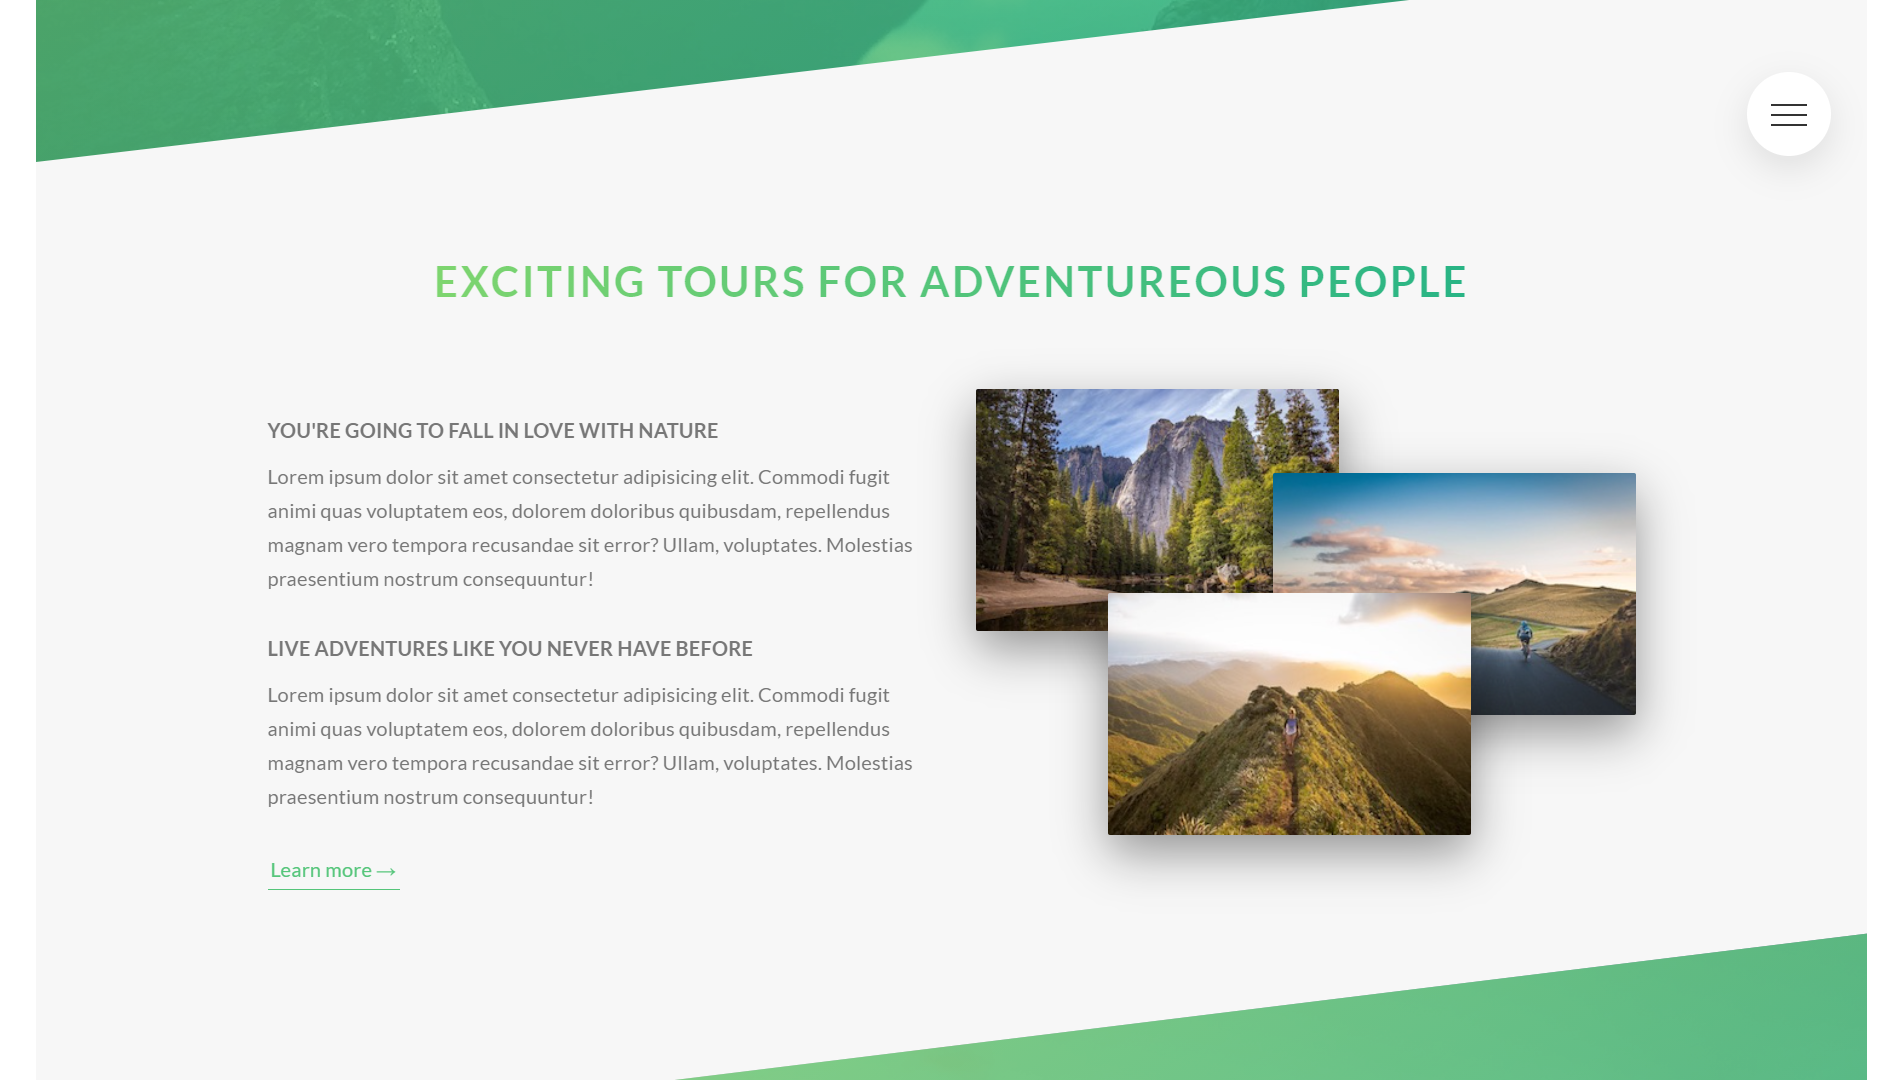 EXCITING TOURS FOR ADVENTUREOUS PEOPLE
YOU'RE GOING TO FALL IN LOVE WITH NATURE
Lorem ipsum dolor sit amet consectetur adipisicing elit. Commodi fugit
animi quas voluptatem eos, dolorem doloribus quibusdam, repellendus
magnam vero tempora recusandae sit error? Ullam, voluptates. Molestias
praesentium nostrum consequuntur!
LIVE ADVENTURES LIKE YOU NEVER HAVE BEFORE
Lorem ipsum dolor sit amet consectetur adipisicing elit. Commodi fugit
animi quas voluptatem eos, dolorem doloribus quibusdam, repellendus
magnam vero tempora recusandae sit error? Ullam, voluptates. Molestias
praesentium nostrum consequuntur!
Learn more →